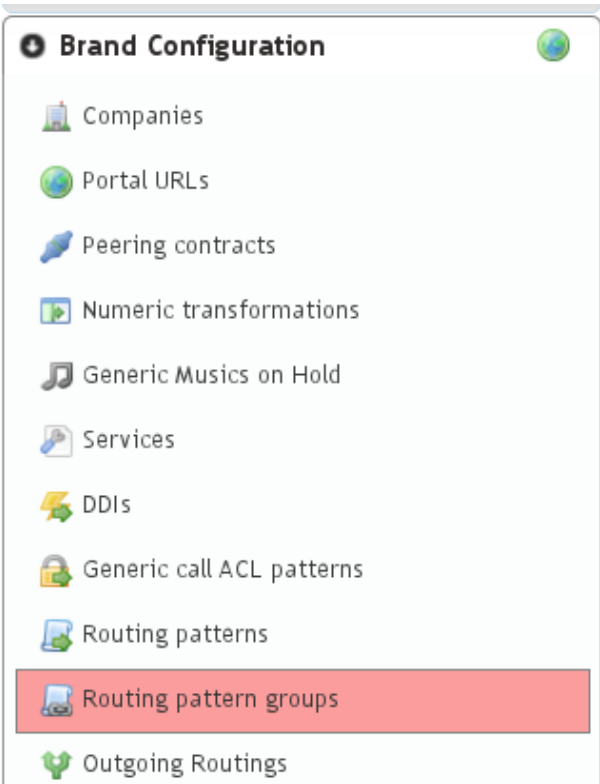 Brand Configuration
Companies
Portal URLs
Peering contracts
Numeric transformations
Generic Musics on Hold
Services
DDIs
Generic call ACL patterns
Routing patterns
Routing pattern groups
Outgoing Routings